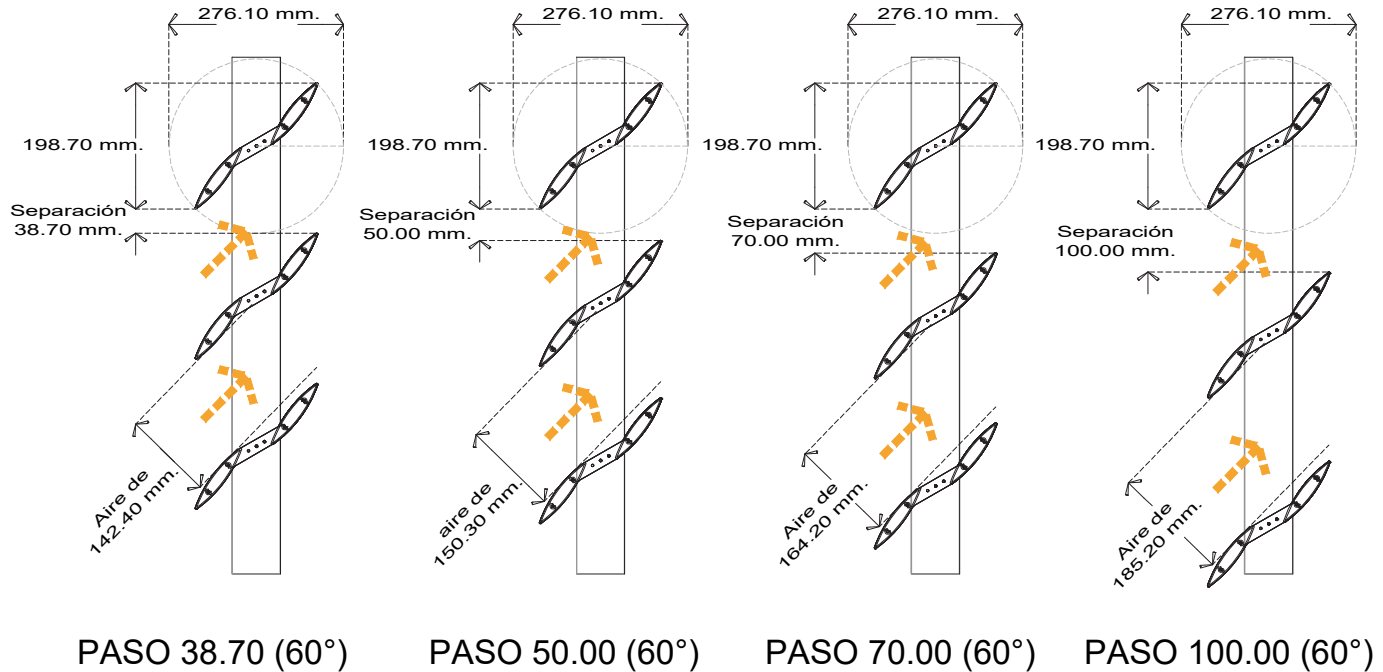 276.10 mm.
198.70 mm.
Separación
38.70 mm.
Aire de
142.40 mm.
PASO 38.70 (60°)
276.10 mm.
198.70 mm.
Separación
50.00 mm.
aire de
150.30 mm.
PASO 50.00 (60°)
276.10 mm.
198.70 mm.
Separación
70.00 mm.
Aire de
164.20 mm.
PASO 70.00 (60°)
276.10 mm.
198.70 mm.
Separación
100.00 mm.
Aire de
185.20 mm.
PASO 100.00 (60°)